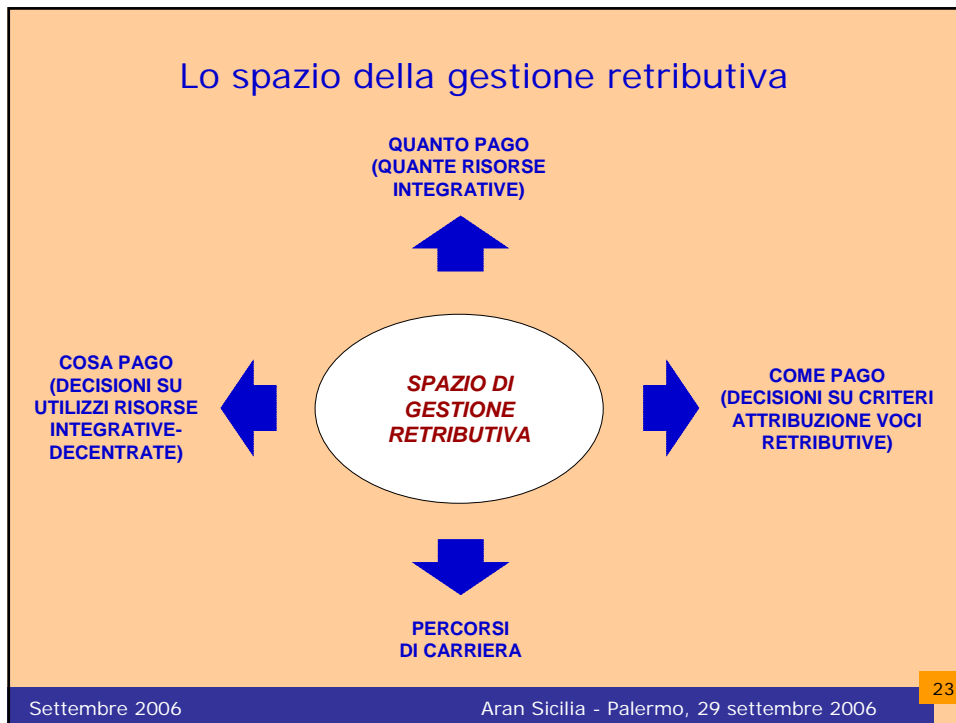 Lo spazio della gestione retributiva
QUANTO PAGO
(QUANTE RISORSE
INTEGRATIVE)
COSA PAGO
(DECISIONI SU
UTILIZZI RISORSE
INTEGRATIVE-
DECENTRATE)
SPAZIO DI
GESTIONE
RETRIBUTIVA
COME PAGO
(DECISIONI SU CRITERI
ATTRIBUZIONE VOCI
RETRIBUTIVE)
PERCORSI
DI CARRIERA
Settembre 2006
Aran Sicilia - Palermo, 29 settembre 2006
23